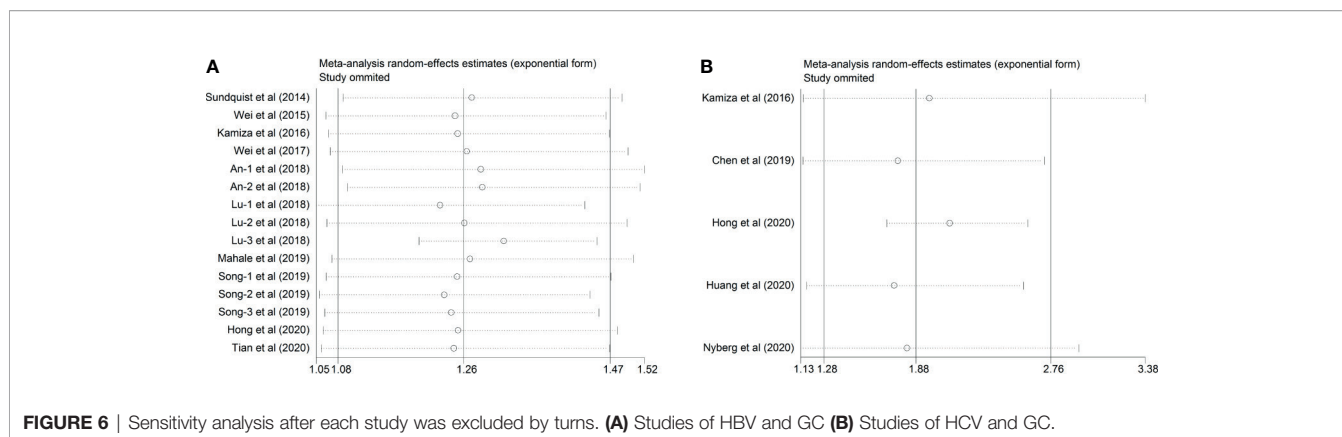 A
Meta-analysis random-effects estimates (exponential form)
Study ommited
Sundquist et al (2014)
Wei et al (2015)
Kamiza et al (2016)
Wei et al (2017)
An-1 et al (2018)
An-2 et al (2018)
Lu-1 et al (2018)
Lu-2 et al (2018)
Lu-3 et al (2018)
Mahale et al (2019)
Song-1 et al (2019)
Song-2 et al (2019)
Song-3 et al (2019)
Hong et al (2020)
Tian et al (2020)
1.05 1.08 1.26 1.47 1.52
B
Meta-analysis random-effects estimates (exponential form)
Study ommited
Kamiza et al (2016)
Chen et al (2019)
Hong et al (2020)
Huang et al (2020)
Nyberg et al (2020)
1.13 1.28 1.88 2.76 3.38
FIGURE 6 | Sensitivity analysis after each study was excluded by turns. (A) Studies of HBV and GC (B) Studies of HCV and GC.